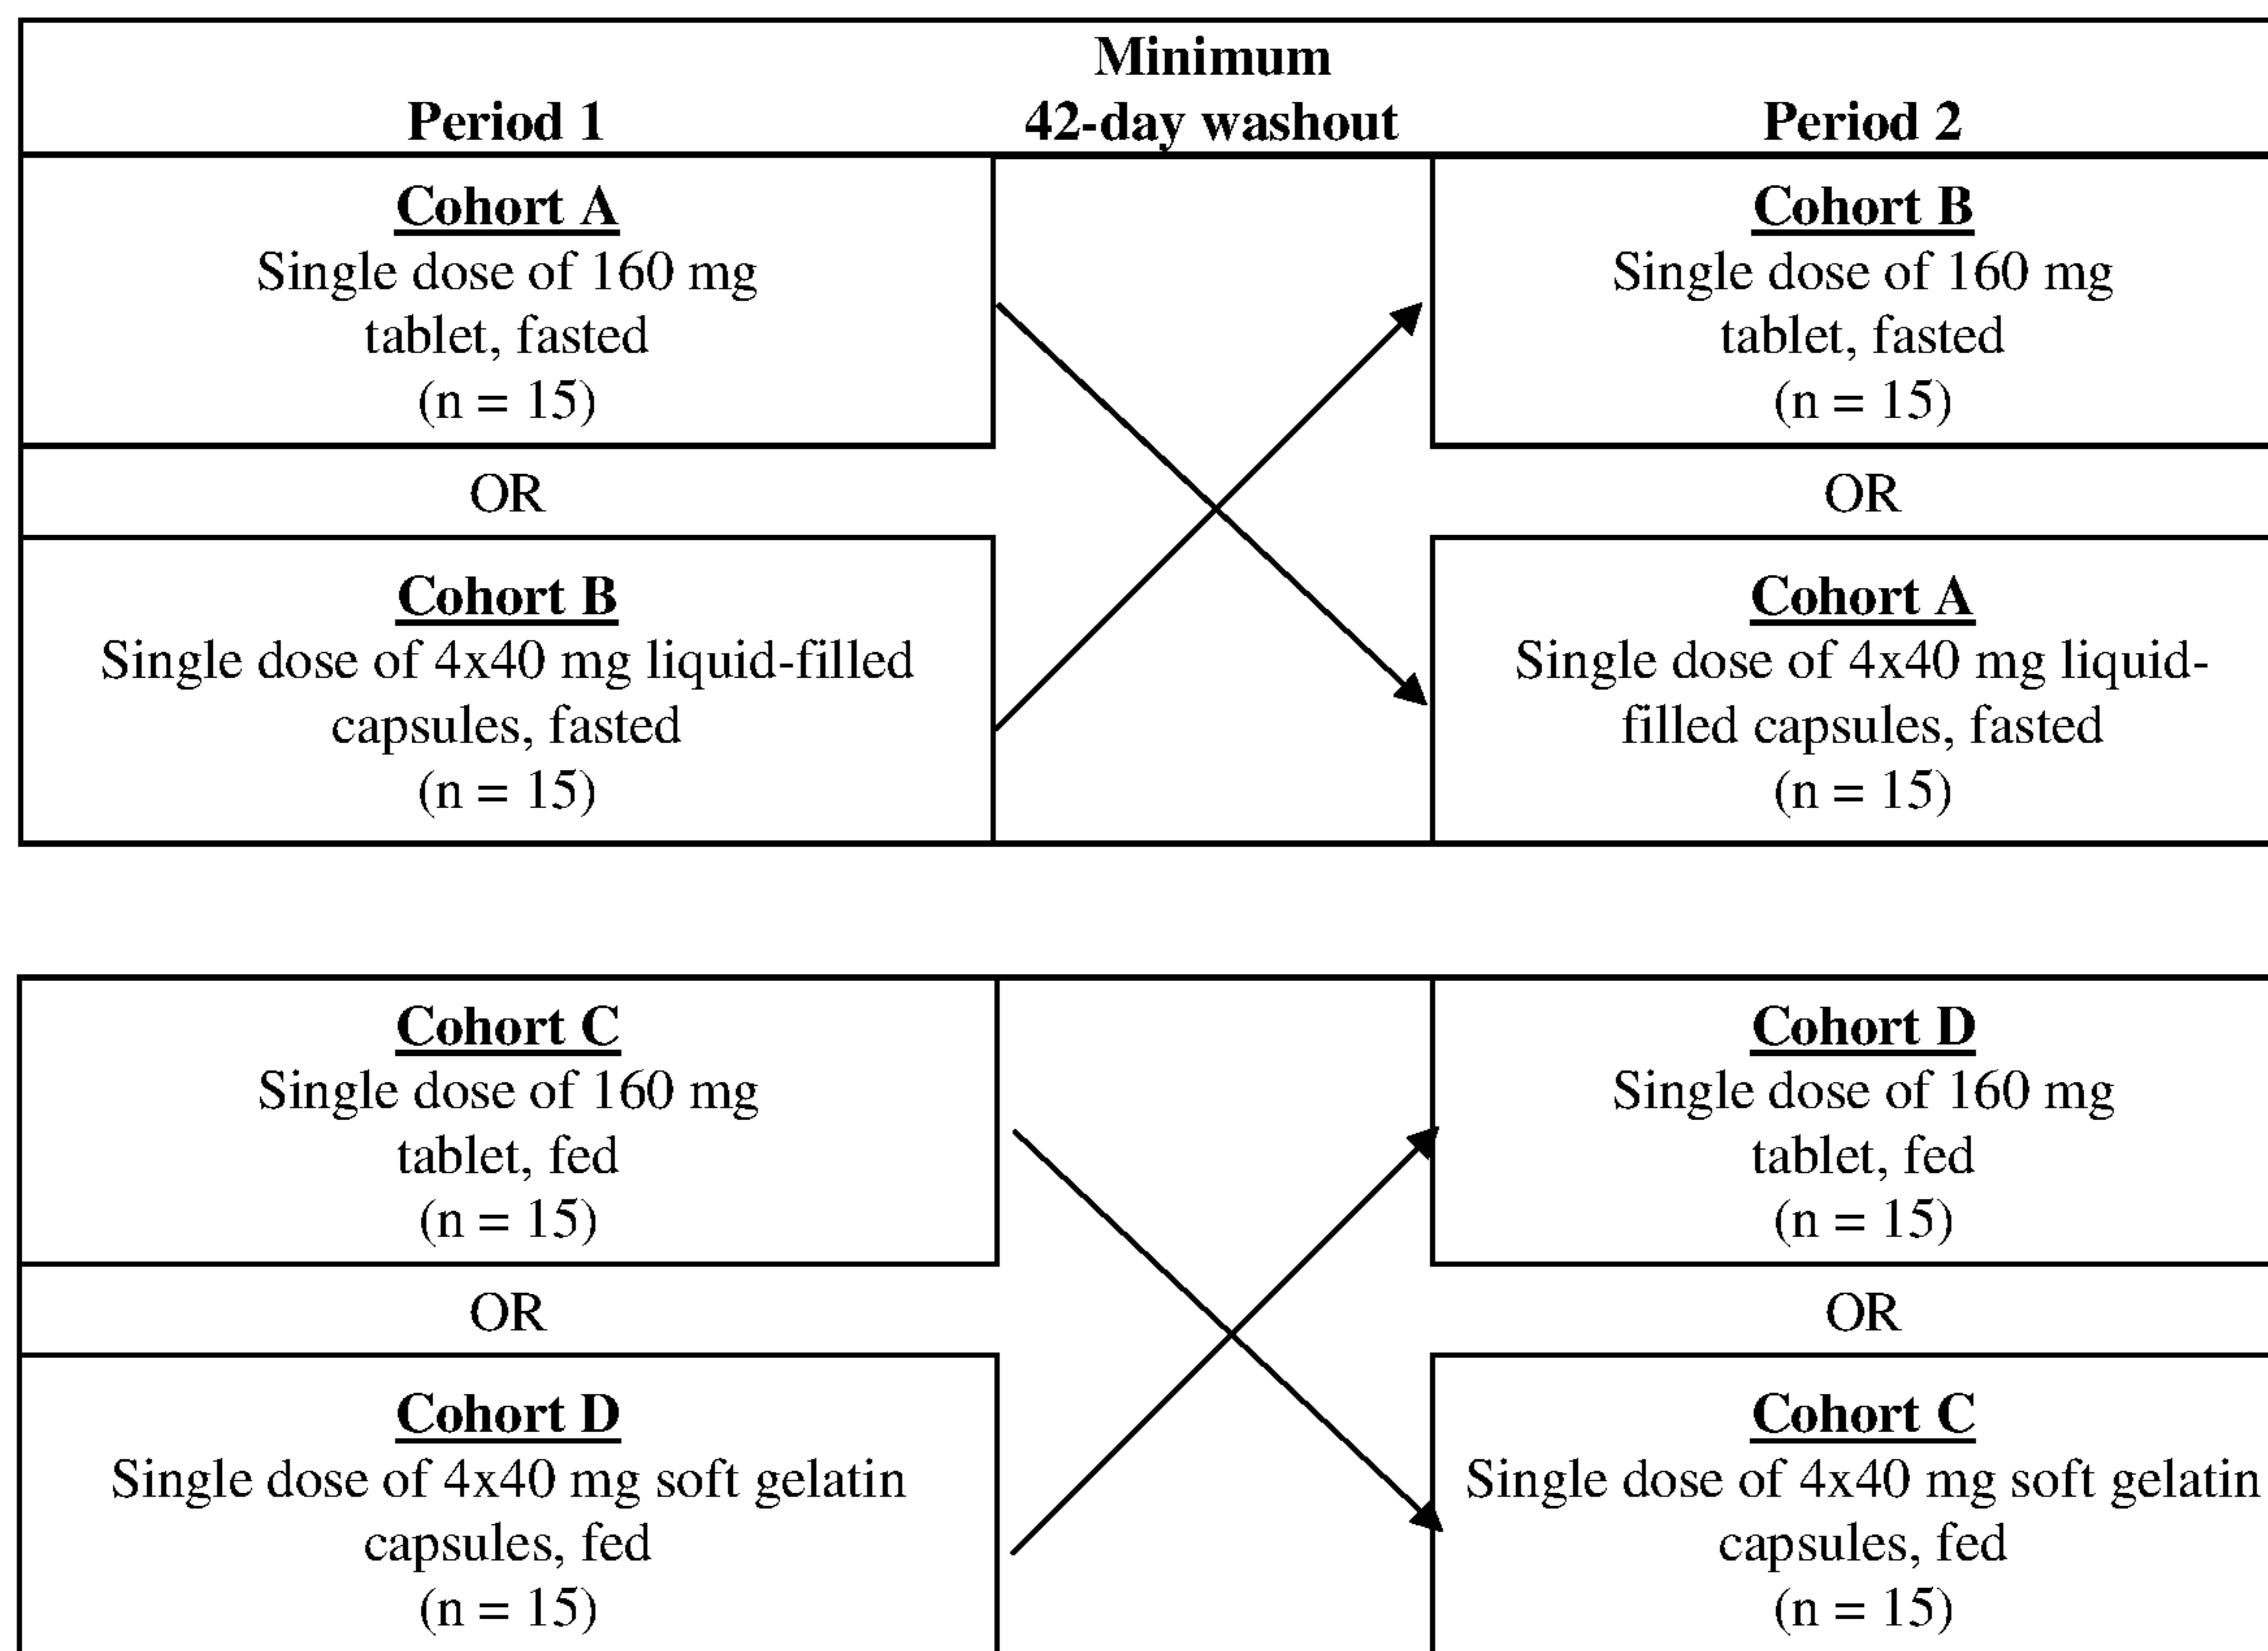 Minimum
Period 1 42-day washout Period 2
Cohort A
Single dose of 160 mg
tablet, fasted
(n = 15)
Cohort B
Single dose of 160 mg
tablet, fasted
(n = 15)
OR
OR
Cohort B
Single dose of 4x40 mg liquid-filled
capsules, fasted
(n = 15)
Cohort A
Single dose of 4x40 mg liquid-
filled capsules, fasted
(n = 15)
Cohort C
Single dose of 160 mg
tablet, fed
(n = 15)
Cohort D
Single dose of 160 mg
tablet, fed
(n = 15)
OR
OR
Cohort D
Single dose of 4x40 mg soft gelatin
capsules, fed
(n = 15)
Cohort C
Single dose of 4x40 mg soft gelatin
capsules, fed
(n = 15)